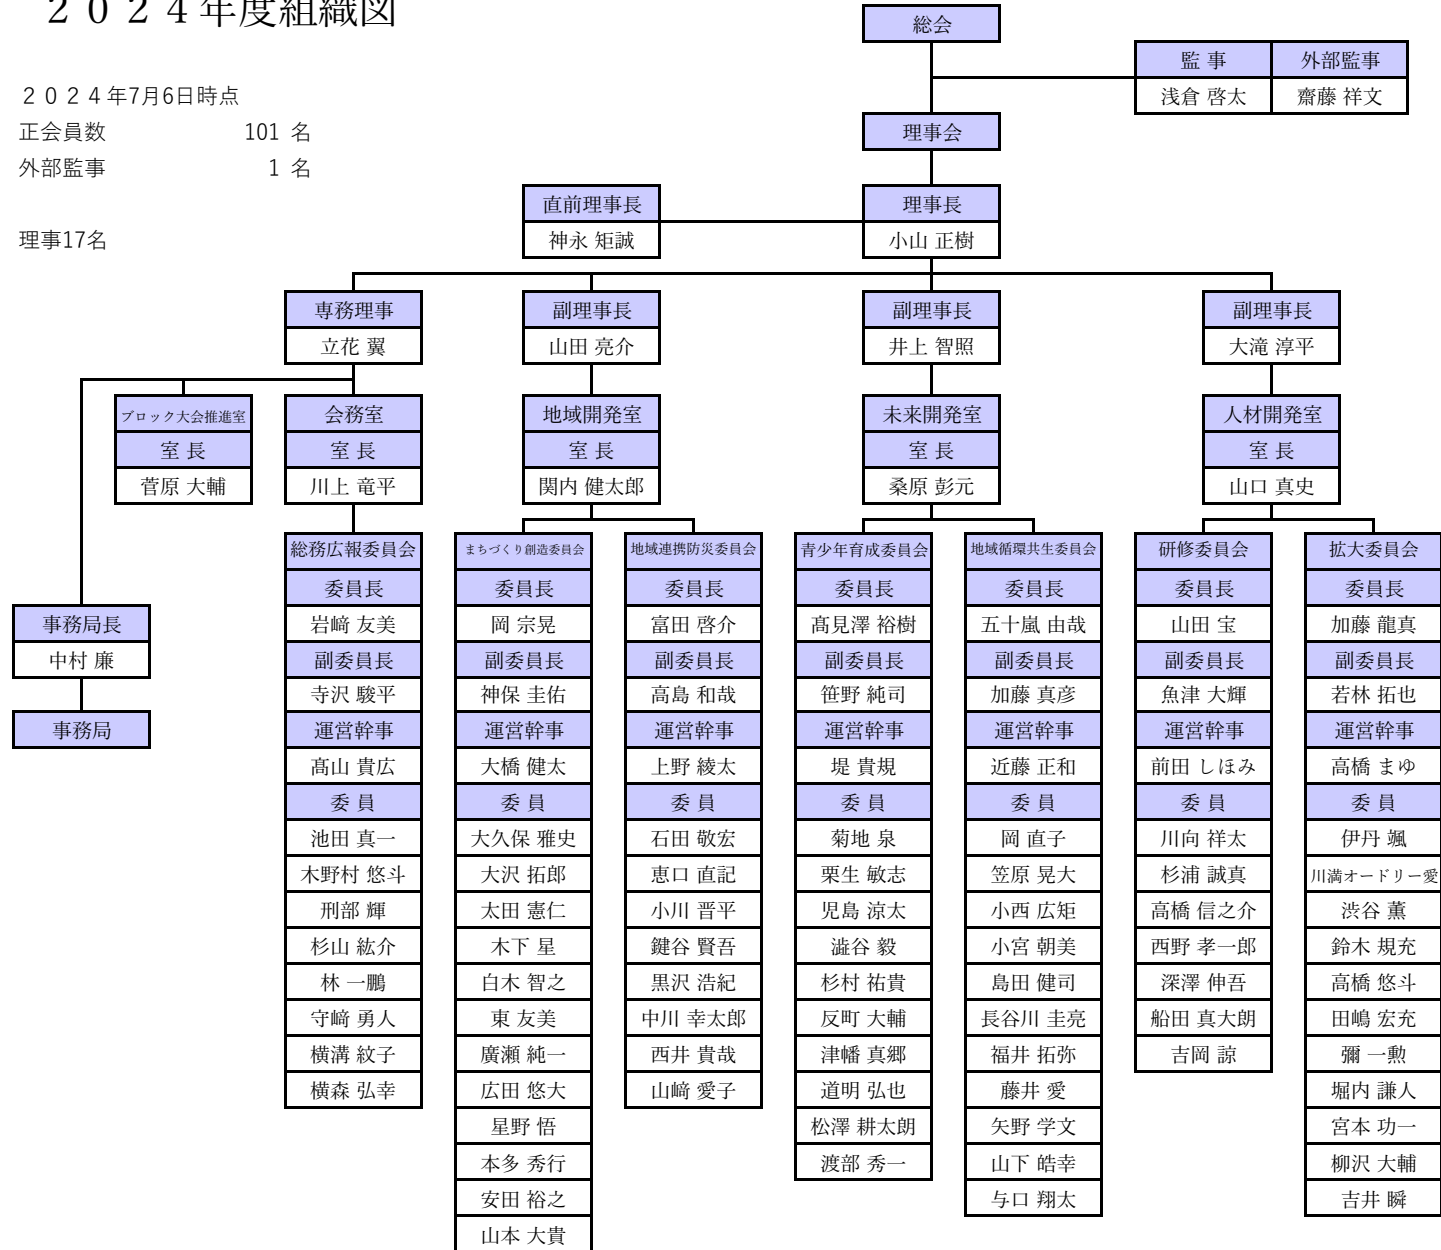 ２０２４年度組織図
総会
監 事 外部監事
浅倉 啓太 齋藤 祥文
２０２４年7月6日時点
正会員数 101 名
外部監事 1 名
理事17名
理事会
直前理事長 理事長
神永 矩誠 小山 正樹
専務理事 副理事長 副理事長 副理事長
立花 翼 山田 亮介 井上 智照 大滝 淳平
ブロック大会推進室 会務室 地域開発室 未来開発室 人材開発室
室 長 室 長 室 長 室 長 室 長
菅原 大輔 川上 竜平 関内 健太郎 桑原 彭元 山口 真史
事務局長
中村 廉
事務局
総務広報委員会
委員長
岩﨑 友美
副委員長
寺沢 駿平
運営幹事
髙山 貴広
委 員
池田 真一
木野村 悠斗
刑部 輝
杉山 紘介
林 一鵬
守﨑 勇人
横溝 紋子
横森 弘幸
まちづくり創造委員会
委員長
岡 宗晃
副委員長
神保 圭佑
運営幹事
大橋 健太
委 員
大久保 雅史
大沢 拓郎
太田 憲仁
木下 星
白木 智之
東 友美
廣瀬 純一
広田 悠大
星野 悟
本多 秀行
安田 裕之
山本 大貴
地域連携防災委員会
委員長
富田 啓介
副委員長
高島 和哉
運営幹事
上野 綾太
委 員
石田 敬宏
恵口 直記
小川 晋平
鍵谷 賢吾
黒沢 浩紀
中川 幸太郎
西井 貴哉
山﨑 愛子
青少年育成委員会
委員長
髙見澤 裕樹
副委員長
笹野 純司
運営幹事
堤 貴規
委 員
菊地 泉
栗生 敏志
児島 涼太
澁谷 毅
杉村 祐貴
反町 大輔
津幡 真郷
道明 弘也
松澤 耕太朗
渡部 秀一
地域循環共生委員会
委員長
五十嵐 由哉
副委員長
加藤 真彦
運営幹事
近藤 正和
委 員
岡 直子
笠原 晃大
小西 広矩
小宮 朝美
島田 健司
長谷川 圭亮
福井 拓弥
藤井 愛
矢野 学文
山下 皓幸
与口 翔太
研修委員会
委員長
山田 宝
副委員長
魚津 大輝
運営幹事
前田 しほみ
委 員
川向 祥太
杉浦 誠真
高橋 信之介
西野 孝一郎
深澤 伸吾
船田 真大朗
吉岡 諒
拡大委員会
委員長
加藤 龍真
副委員長
若林 拓也
運営幹事
高橋 まゆ
委 員
伊丹 颯
川満オードリー愛
渋谷 薫
鈴木 規充
高橋 悠斗
田嶋 宏充
彌 一勲
堀内 謙人
宮本 功一
柳沢 大輔
吉井 瞬